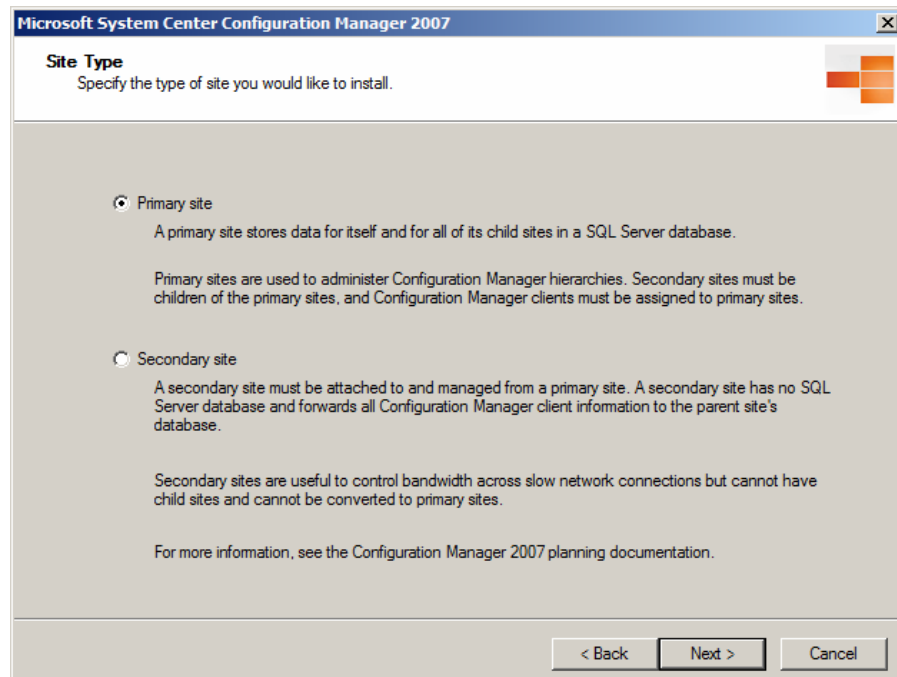 Microsoft System Center Configuration Manager 2007
Site Type
Specify the type of site you would like to install.
Primary site
A primary site stores data for itself and for all of its child sites in a SQL Server database.
Primary sites are used to administer Configuration Manager hierarchies. Secondary sites must be
children of the primary sites, and Configuration Manager clients must be assigned to primary sites.
Secondary site
A secondary site must be attached to and managed from a primary site. A secondary site has no SQL
Server database and forwards all Configuration Manager client information to the parent site's
database.
Secondary sites are useful to control bandwidth across slow network connections but cannot have
child sites and cannot be converted to primary sites.
For more information, see the Configuration Manager 2007 planning documentation.
< Back Next > Cancel